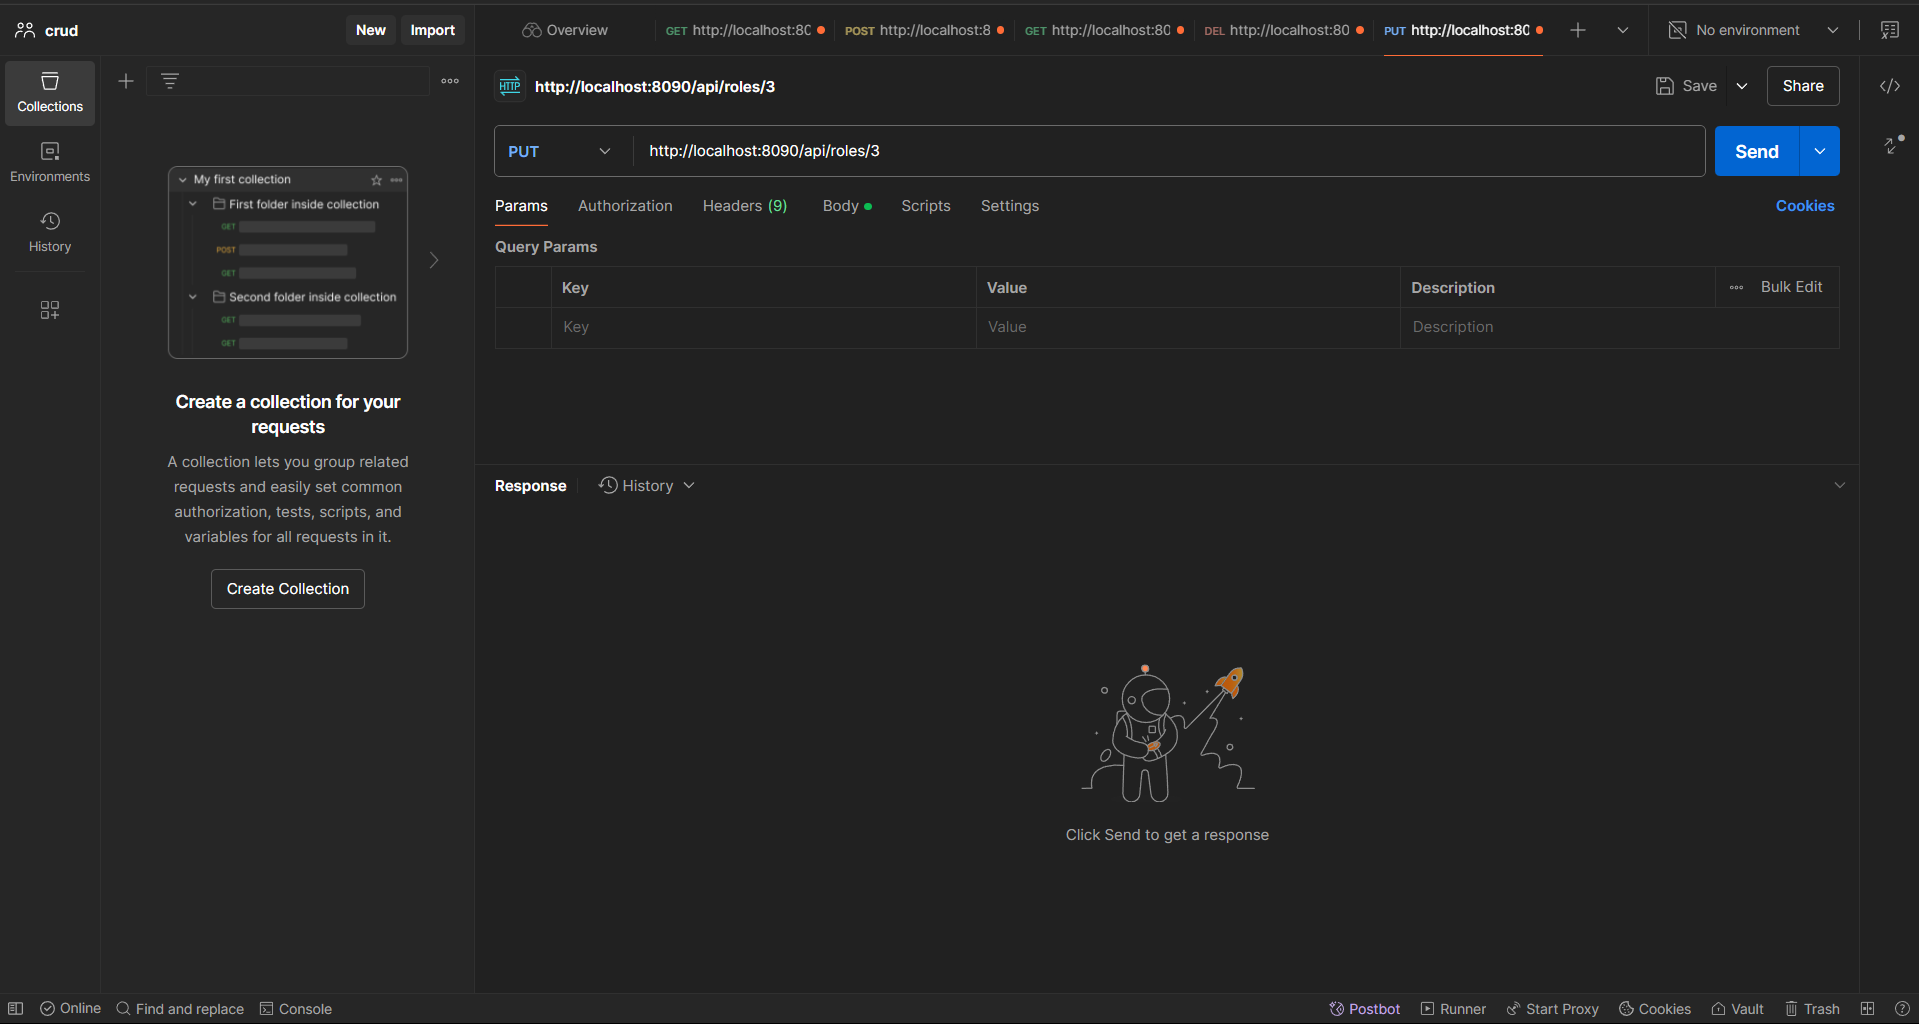 crud
New
Import
Overview
GET http://localhost:80
POST http://localhost:8
GET http://localhost:80
DEL http://localhost:80
PUT http://localhost:80
No environment
Collections
Environments
History
My first collection
First folder inside collection
GET
POST
GET
Second folder inside collection
GET
GET
Create a collection for your
requests
A collection lets you group related
requests and easily set common
authorization, tests, scripts, and
variables for all requests in it.
Create Collection
HTTP
http://localhost:8090/api/roles/3
Save
Share
PUT
http://localhost:8090/api/roles/3
Send
Params
Authorization
Headers (9)
Body
Scripts
Settings
Cookies
Query Params
Key
Value
Description
Bulk Edit
Key
Value
Description
Response
History
Click Send to get a response
Online
Find and replace
Console
Postbot
Runner
Start Proxy
Cookies
Vault
Trash